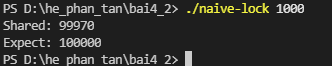 PS D:\he_phan_tan\bai4_2> ./naive-lock 1000
Shared: 99970
Expect: 100000
PS D:\he_phan_tan\bai4_2>